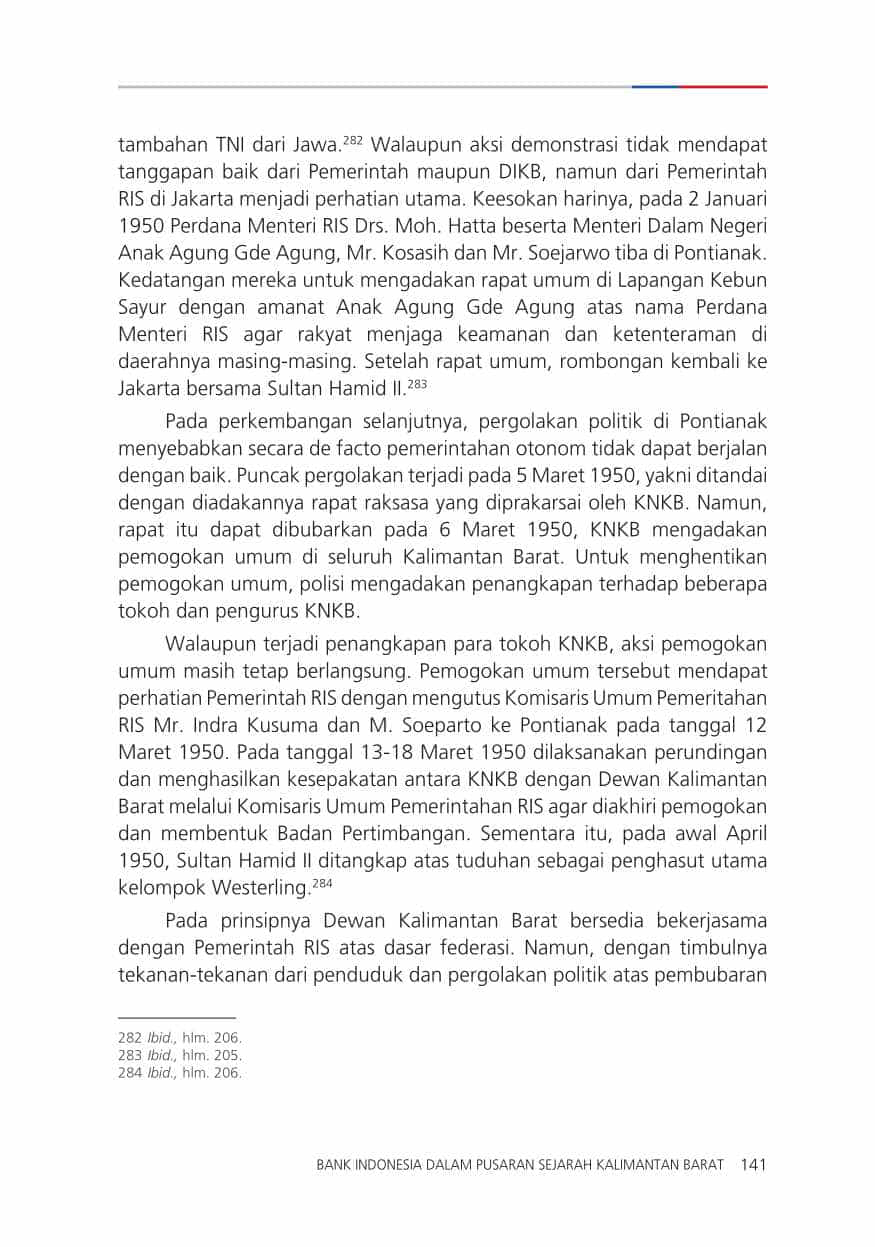 tambahan TNI dari Jawa.282 Walaupun aksi demonstrasi tidak mendapat
tanggapan baik dari Pemerintah maupun DIKB, namun dari Pemerintah
RIS di Jakarta menjadi perhatian utama. Keesokan harinya, pada 2 Januari
1950 Perdana Menteri RIS Drs. Moh. Hatta beserta Menteri Dalam Negeri
Anak Agung Gde Agung, Mr. Kosasih dan Mr. Soejarwo tiba di Pontianak.
Kedatangan mereka untuk mengadakan rapat umum di Lapangan Kebun
Sayur dengan amanat Anak Agung Gde Agung atas nama Perdana
Menteri RIS agar rakyat menjaga keamanan dan ketenteraman di
daerahnya masing-masing. Setelah rapat umum, rombongan kembali ke
Jakarta bersama Sultan Hamid II.283
Pada perkembangan selanjutnya, pergolakan politik di Pontianak
menyebabkan secara de facto pemerintahan otonom tidak dapat berjalan
dengan baik. Puncak pergolakan terjadi pada 5 Maret 1950, yakni ditandai
dengan diadakannya rapat raksasa yang diprakarsai oleh KNKB. Namun,
rapat itu dapat dibubarkan pada 6 Maret 1950, KNKB mengadakan
pemogokan umum di seluruh Kalimantan Barat. Untuk menghentikan
pemogokan umum, polisi mengadakan penangkapan terhadap beberapa
tokoh dan pengurus KNKB.
Walaupun terjadi penangkapan para tokoh KNKB, aksi pemogokan
umum masih tetap berlangsung. Pemogokan umum tersebut mendapat
perhatian Pemerintah RIS dengan mengutus Komisaris Umum Pemeritahan
RIS Mr. Indra Kusuma dan M. Soeparto ke Pontianak pada tanggal 12
Maret 1950. Pada tanggal 13-18 Maret 1950 dilaksanakan perundingan
dan menghasilkan kesepakatan antara KNKB dengan Dewan Kalimantan
Barat melalui Komisaris Umum Pemerintahan RIS agar diakhiri pemogokan
dan membentuk Badan Pertimbangan. Sementara itu, pada awal April
1950, Sultan Hamid II ditangkap atas tuduhan sebagai penghasut utama
kelompok Westerling.284
Pada prinsipnya Dewan Kalimantan Barat bersedia bekerjasama
dengan Pemerintah RIS atas dasar federasi. Namun, dengan timbulnya
tekanan-tekanan dari penduduk dan pergolakan politik atas pembubaran
282 Ibid., hlm. 206.
283 Ibid., hlm. 205.
284 Ibid., hlm. 206.
BANK INDONESIA DALAM PUSARAN SEJARAH KALIMANTAN BARAT 141